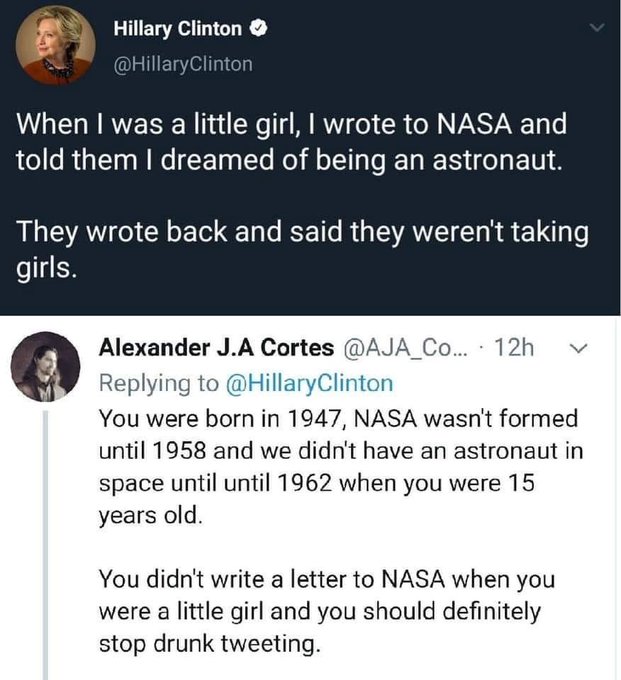 Hillary Clinton
@HillaryClinton
When I was a little girl, I wrote to NASA and
told them I dreamed of being an astronaut.
They wrote back and said they weren't taking
girls.
Alexander J.A Cortes @AJA_Co... · 12h
Replying to @HillaryClinton
You were born in 1947, NASA wasn't formed
until 1958 and we didn't have an astronaut in
space until until 1962 when you were 15
years old.
You didn't write a letter to NASA when you
were a little girl and you should definitely
stop drunk tweeting.